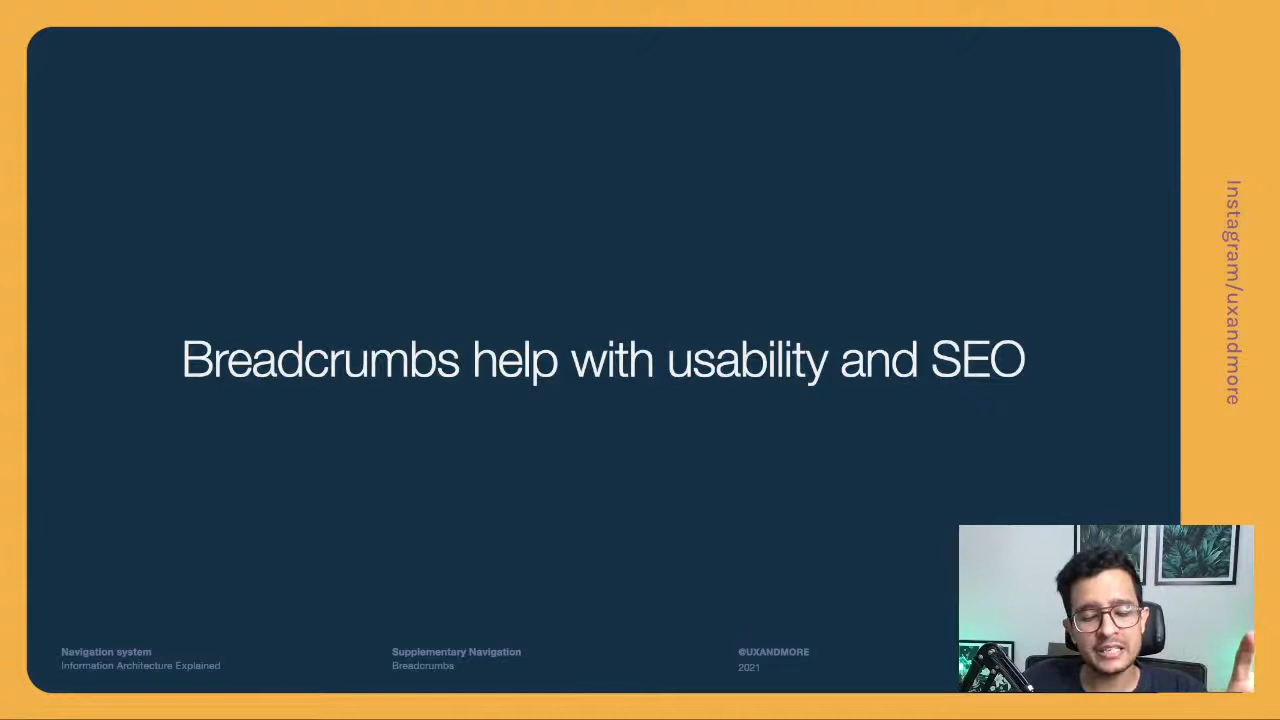 Breadcrumbs help with usability and SEO
Instagram/uxandmore
Navigation system
Information Architecture Explained
Supplementary Navigation
Breadcrumbs
@UXANDMORE
2021